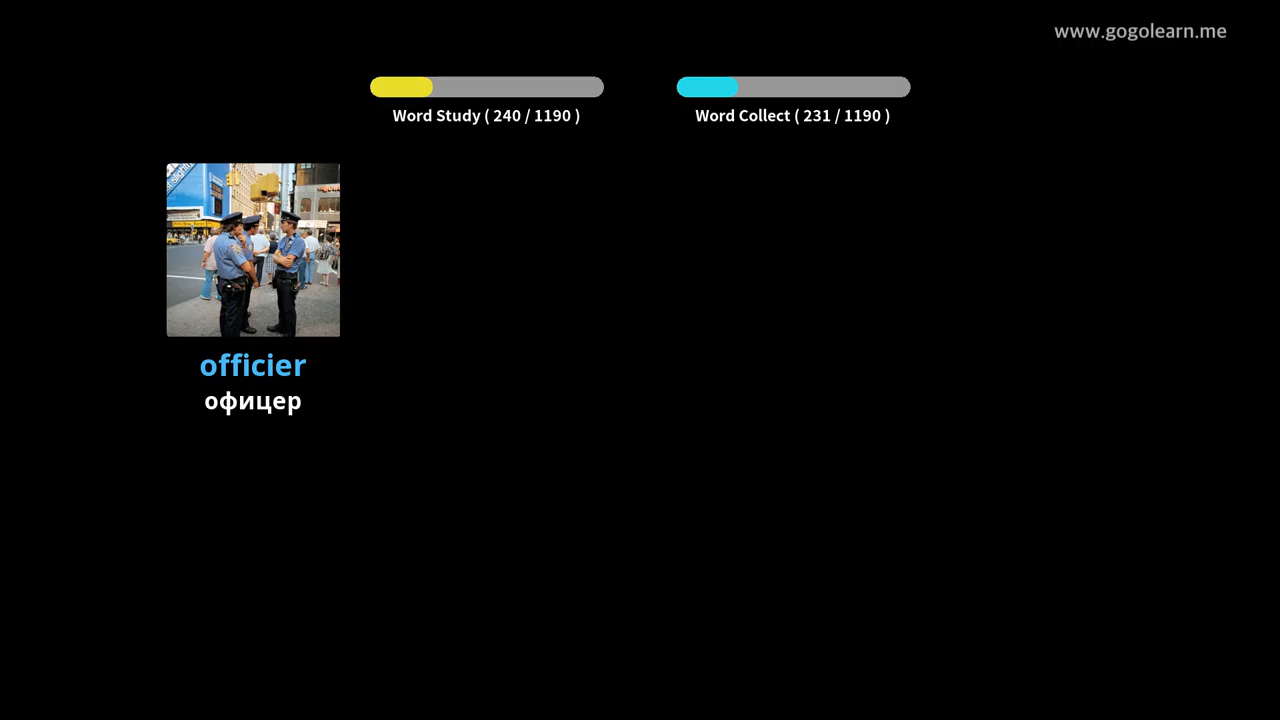 www.gogolearn.me
Word Study ( 240 / 1190 )
Word Collect ( 231 / 1190 )
officier
офицер